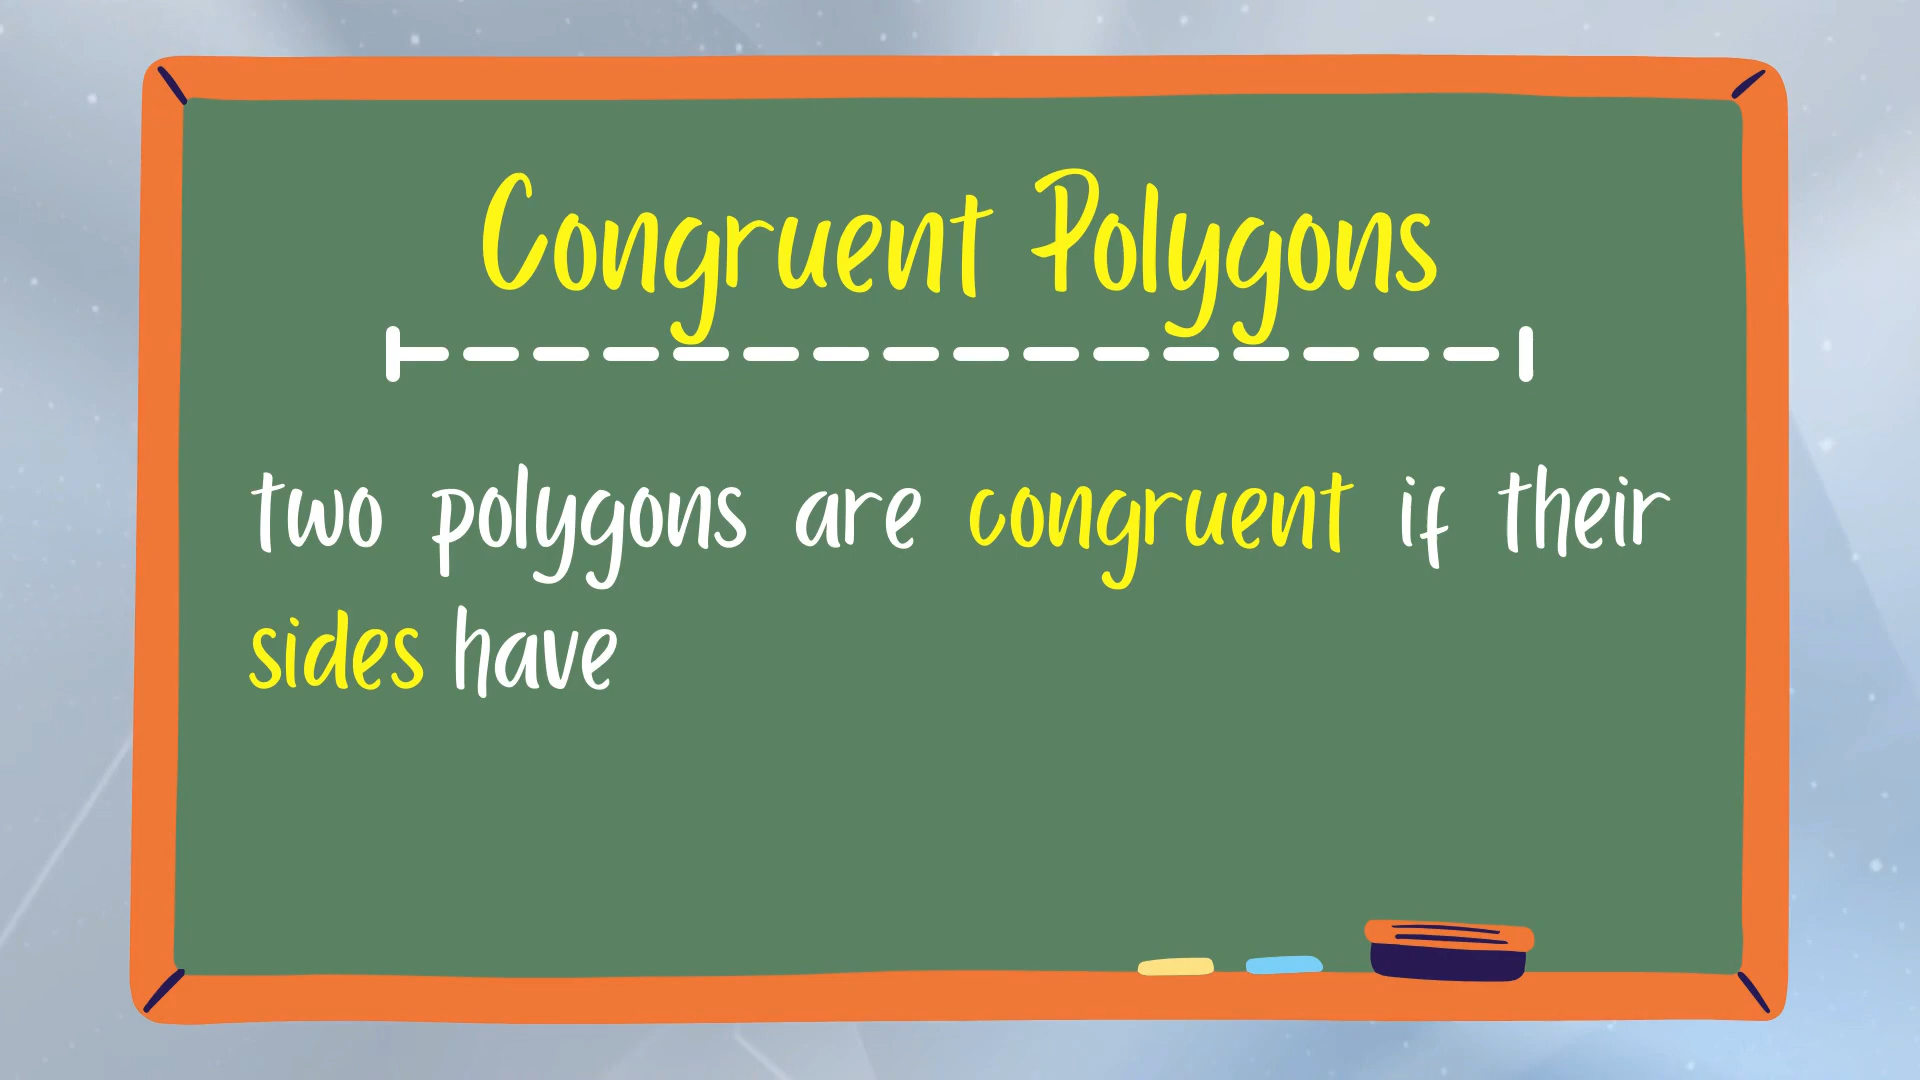 Congruent Polygons
two polygons are congruent if their
sides have